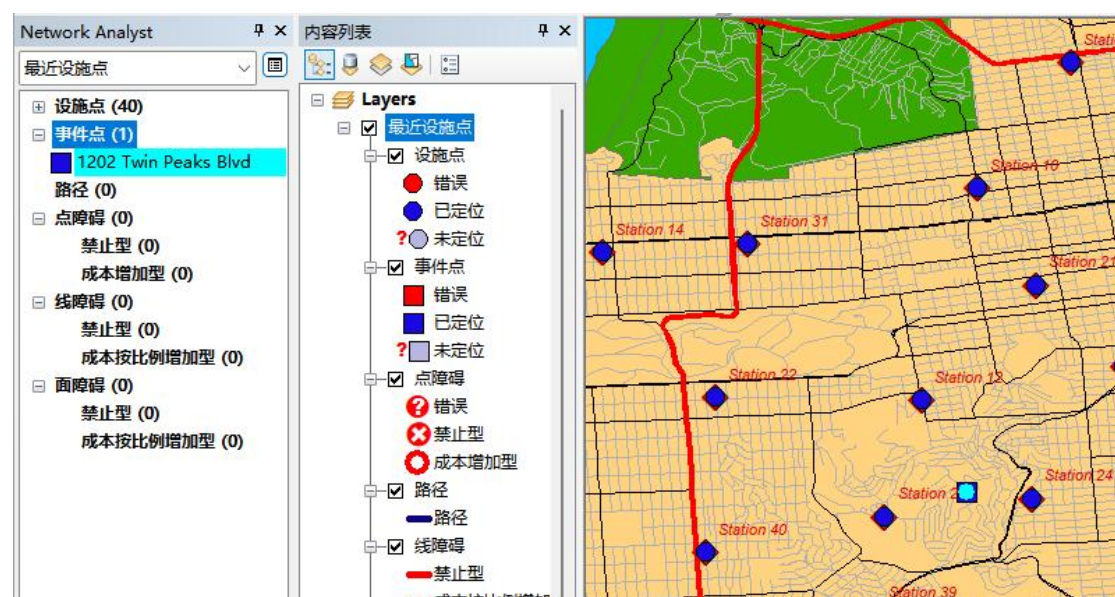 Network Analyst
最近设施点
设施点 (40)
事件点 (1)
1202 Twin Peaks Blvd
路径 (0)
点障碍 (0)
禁止型 (0)
成本增加型 (0)
线障碍 (0)
禁止型 (0)
成本按比例增加型 (0)
面障碍 (0)
禁止型 (0)
成本按比例增加型 (0)
内容列表
Layers
最近设施点
设施点
错误
已定位
?未定位
事件点
错误
已定位
?未定位
点障碍
错误
禁止型
成本增加型
路径
路径
线障碍
禁止型
Station 10
Station 14
Station 31
Station 21
Station 22
Station 12
Station 24
Station
Station 40
Station 39